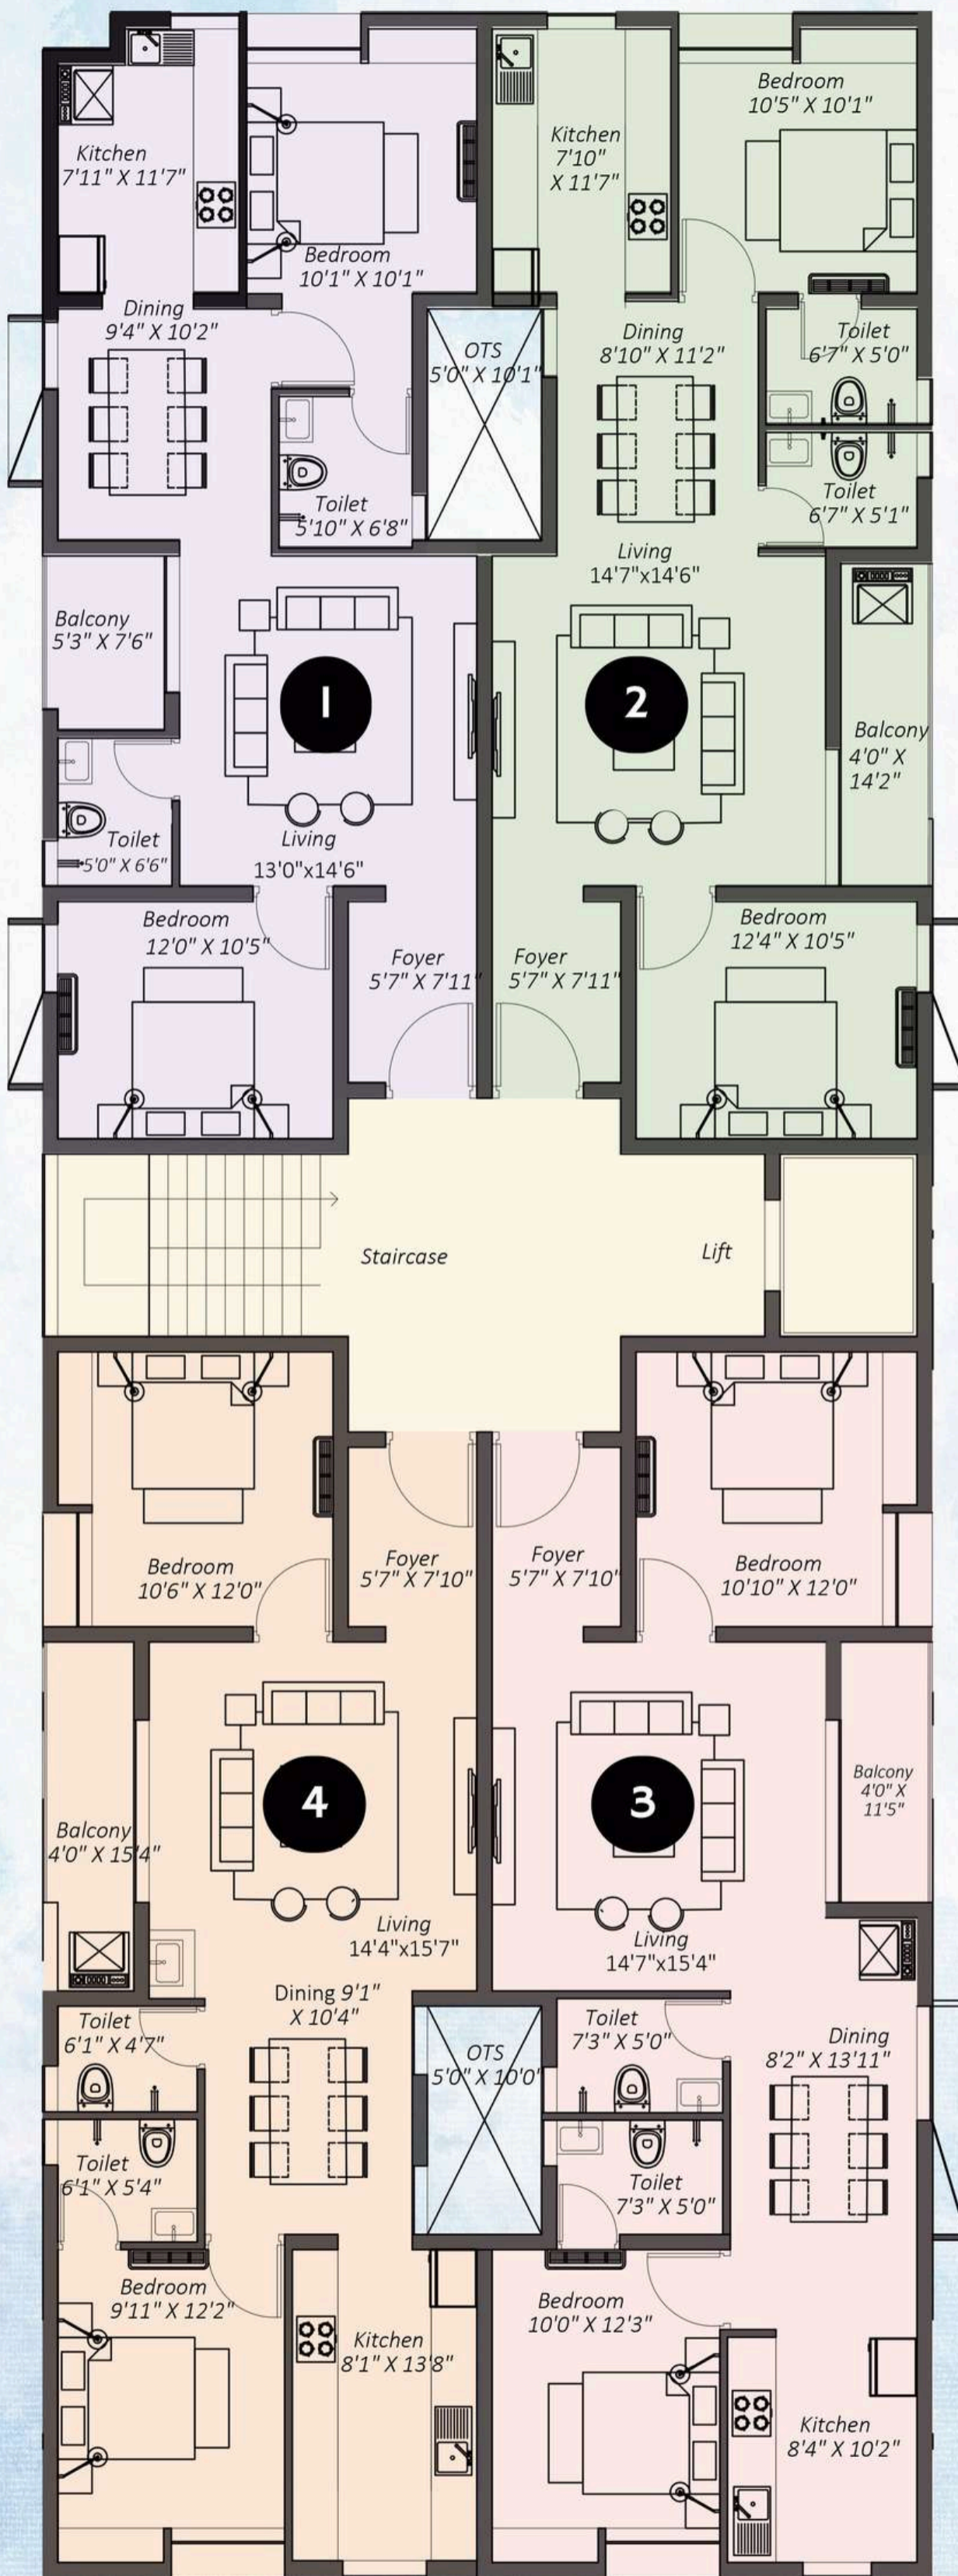 Kitchen
7'11" X 11'7"
Bedroom
10'1" X 10'1"
Dining
9'4" X 10'2"
OTS
5'0" X 10'1"
Toilet
5'10" X 6'8"
Balcony
5'3" X 7'6"
1
Toilet
5'0" X 6'6"
Living
13'0"x14'6"
Bedroom
12'0" X 10'5"
Foyer
5'7" X 7'11"
Kitchen
7'10"
X 11'7"
Bedroom
10'5" X 10'1"
Dining
8'10" X 11'2"
Toilet
6'7" X 5'0"
Toilet
6'7" X 5'1"
Living
14'7"x14'6"
2
Balcony
4'0" X
14'2"
Foyer
5'7" X 7'11"
Bedroom
12'4" X 10'5"
Staircase
Lift
Bedroom
10'6" X 12'0"
Foyer
5'7" X 7'10"
4
Balcony
4'0" X 15'4"
Living
14'4"x15'7"
Dining 9'1"
X 10'4"
Toilet
6'1" X 4'7"
Toilet
6'1" X 5'4"
Bedroom
9'11" X 12'2"
Kitchen
8'1" X 13'8"
OTS
5'0" X 10'0"
Foyer
5'7" X 7'10"
Bedroom
10'10" X 12'0"
3
Balcony
4'0" X
11'5"
Living
14'7"x15'4"
Toilet
7'3" X 5'0"
Dining
8'2" X 13'11"
Toilet
7'3" X 5'0"
Bedroom
10'0" X 12'3"
Kitchen
8'4" X 10'2"